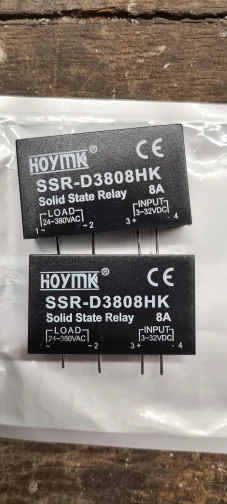 HOYMK® CE
SSR-D3808HK
Solid State Relay 8A
LOAD INPUT
24~380VAC 3~32VDC
1~ ~2 3+ -4
HOYMK® CE
SSR-D3808HK
Solid State Relay 8A
LOAD INPUT
24~380VAC 3~32VDC
1~ ~2 3+ -4